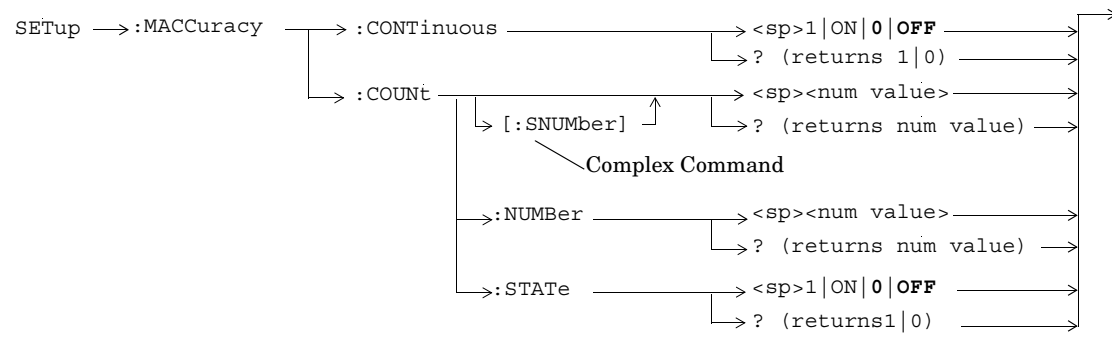 SETup :MACCuracy :CONTinuous <sp>1|ON|0|OFF
? (returns 1|0)
:COUNt <sp><num value>
[:SNUMber] ? (returns num value)
Complex Command
:NUMBer <sp><num value>
? (returns num value)
:STATe <sp>1|ON|0|OFF
? (returns1|0)